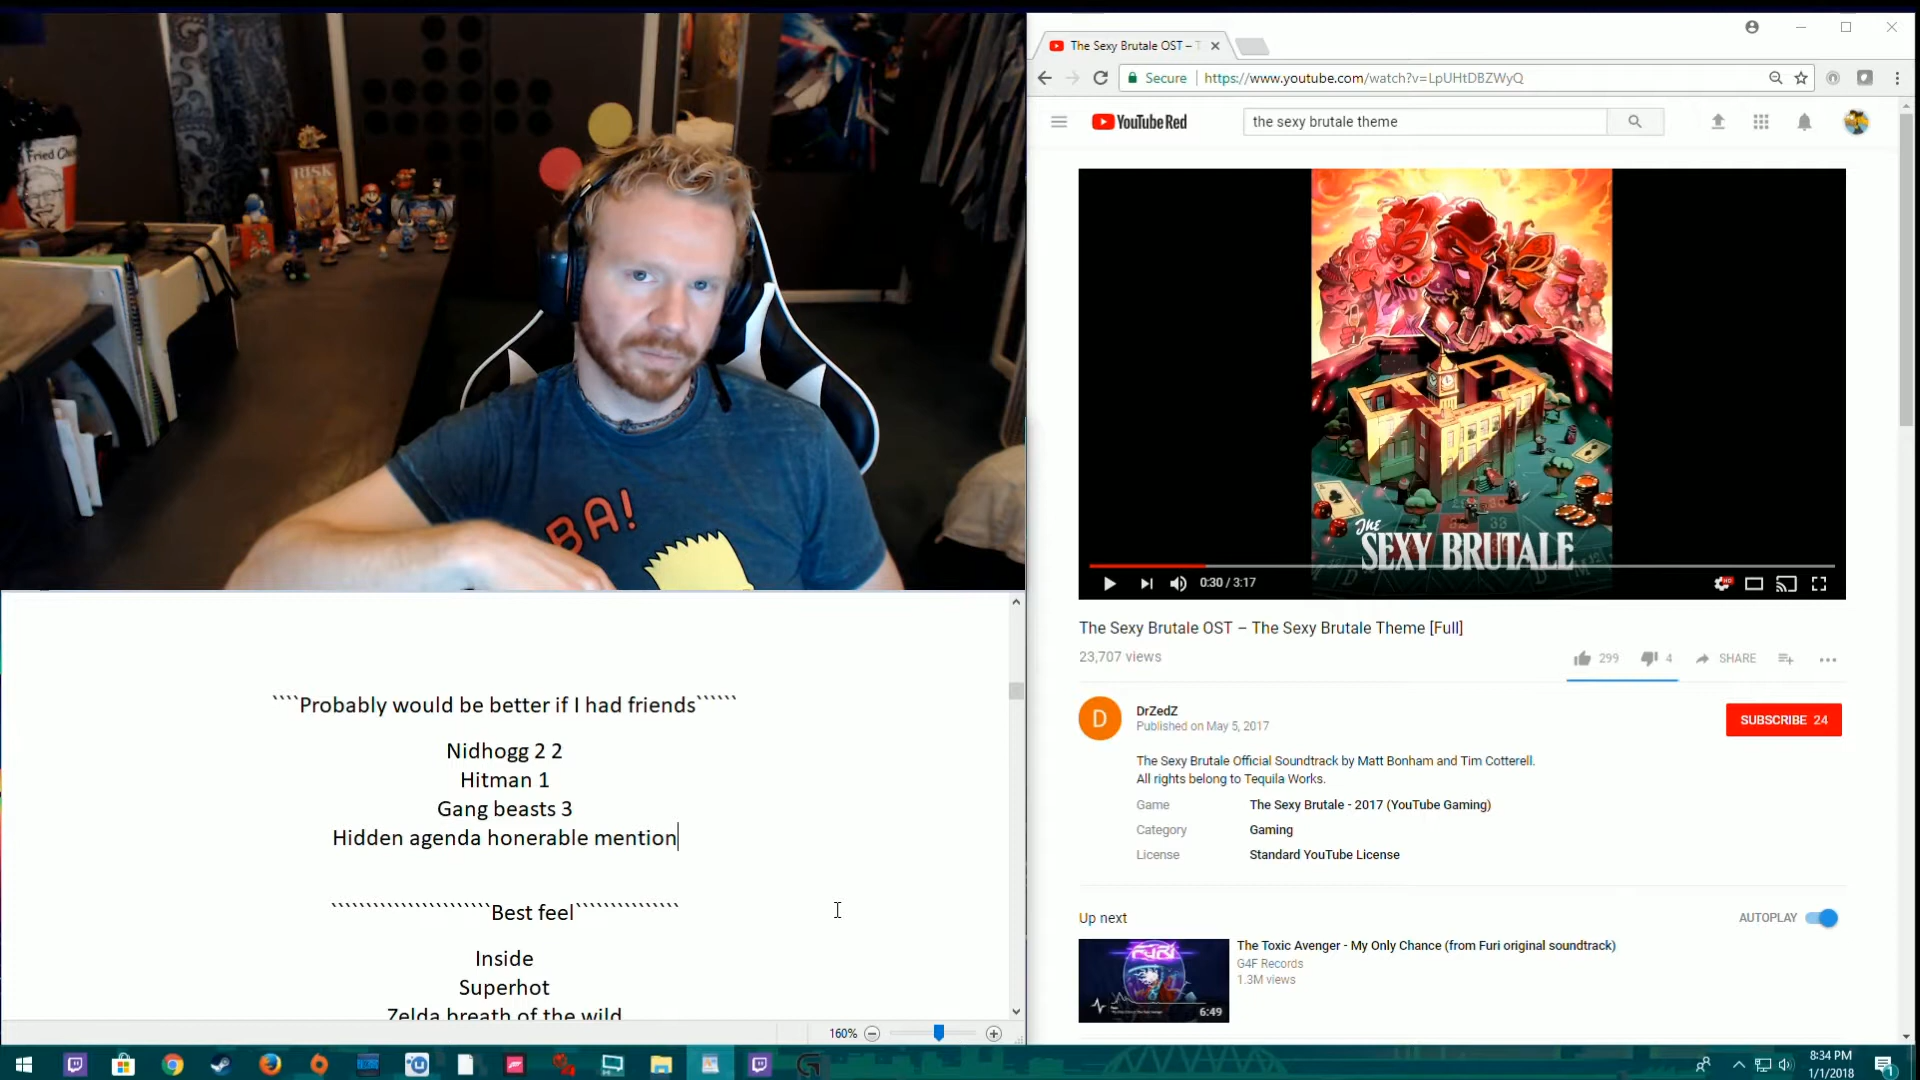 Fried Chi
RISK
BA!
````Probably would be better if I had friends``````
Nidhogg 2 2
Hitman 1
Gang beasts 3
Hidden agenda honerable mention
```````````````````````Best feel```````````````
Inside
Superhot
Zelda breath of the wild
160%
The Sexy Brutale OST – T
Secure
https://www.youtube.com/watch?v=LpUHtDBZWyQ
YouTube Red
the sexy brutale theme
The
SEXY BRUTALE
0:30 / 3:17
HD
The Sexy Brutale OST – The Sexy Brutale Theme [Full]
23,707 views
299
4
SHARE
D
DrZedZ
Published on May 5, 2017
SUBSCRIBE 24
The Sexy Brutale Official Soundtrack by Matt Bonham and Tim Cotterell.
All rights belong to Tequila Works.
Game The Sexy Brutale - 2017 (YouTube Gaming)
Category Gaming
License Standard YouTube License
Up next
AUTOPLAY
FURI
6:49
The Toxic Avenger - My Only Chance (from Furi original soundtrack)
G4F Records
1.3M views
8:34 PM
1/1/2018
1